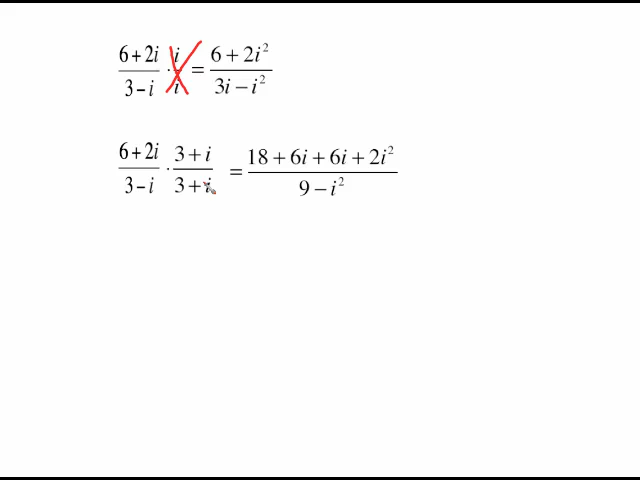 6+2i/3−i · i/i = 6+2i²/3i−i²
6+2i/3−i · 3+i/3+i = 18+6i+6i+2i²/9−i²